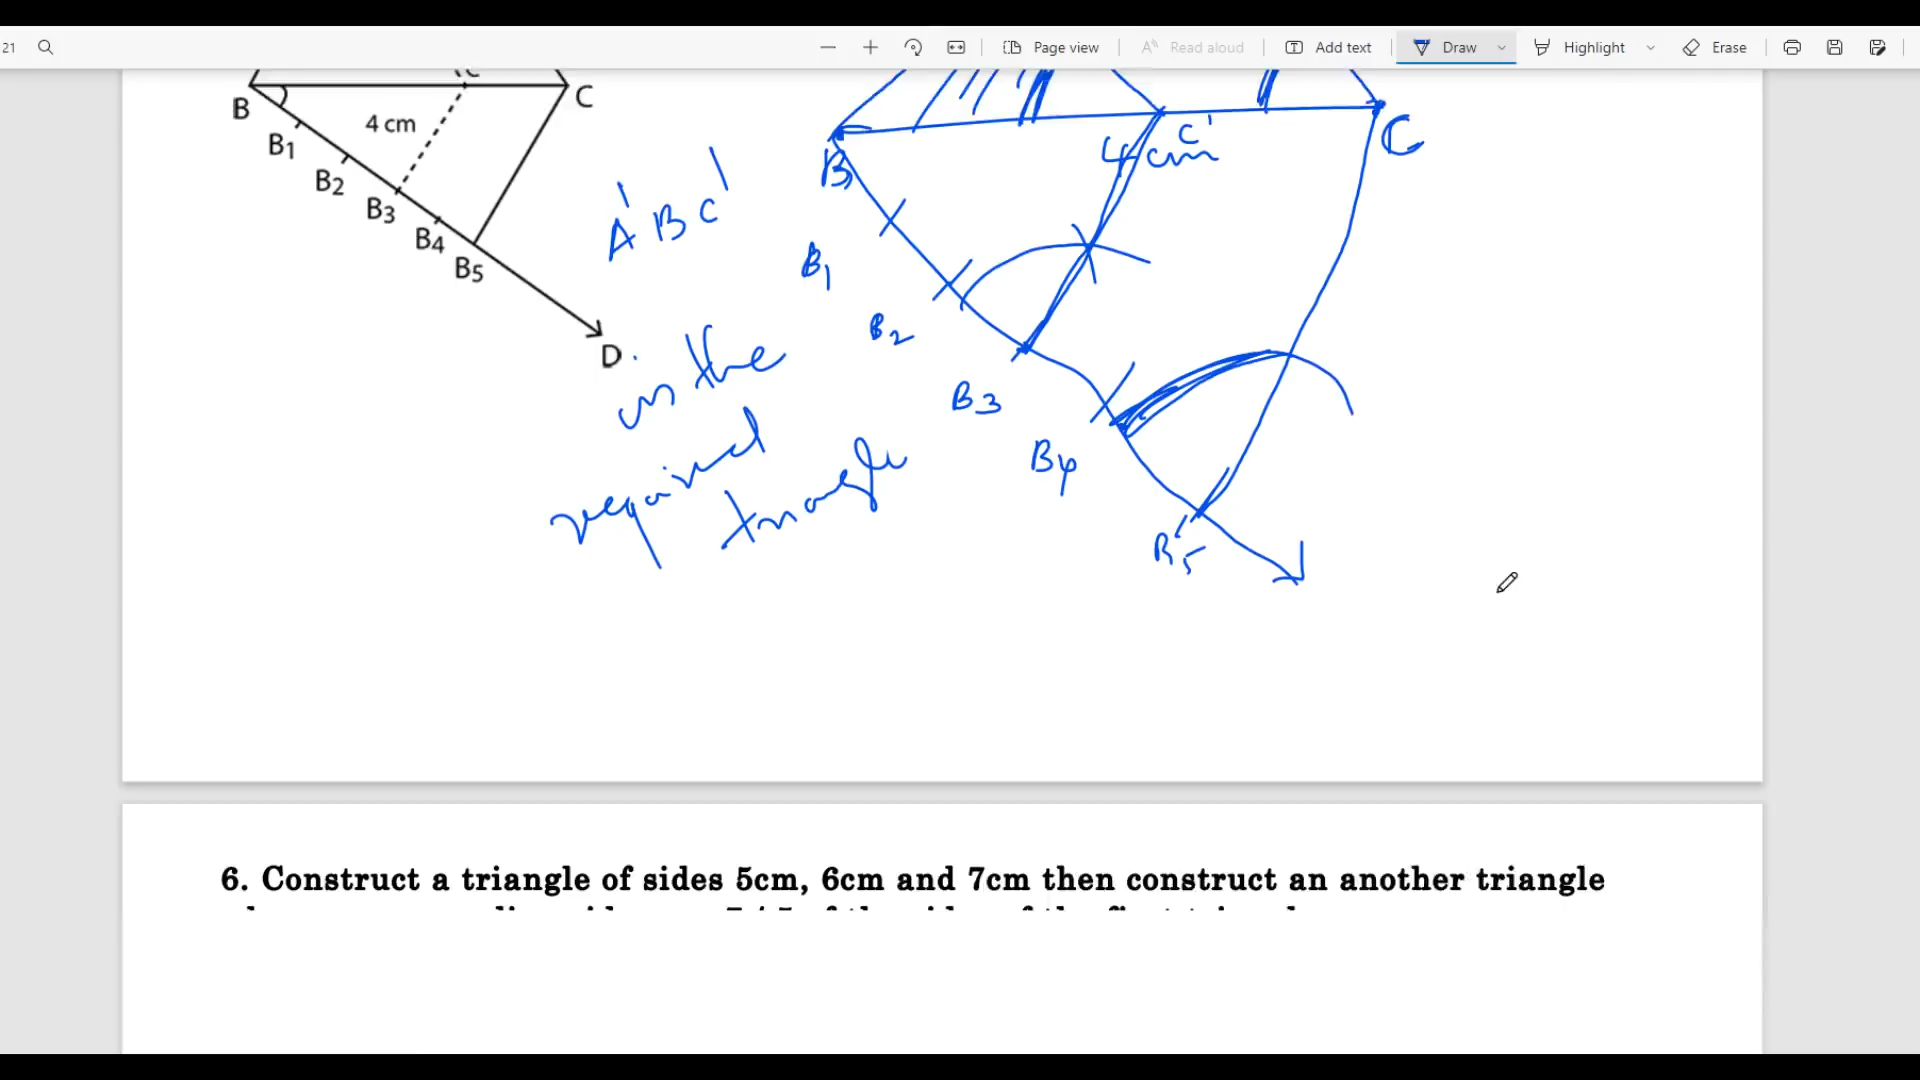 21
Page view
Read aloud
Add text
Draw
Highlight
Erase
B
C
4 cm
B1
B2
B3
B4
B5
D
B
C'
C
4 cm
A' B C'
B1
B2
B3
B4
B5
is the
required
triangle
6. Construct a triangle of sides 5cm, 6cm and 7cm then construct an another triangle